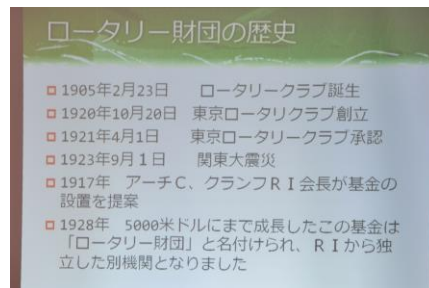 ロータリー財団の歴史
1905年2月23日 ロータリークラブ誕生
1920年10月20日 東京ロータリクラブ創立
1921年4月1日 東京ロータリークラブ承認
1923年9月１日 関東大震災
1917年 アーチC、クランフＲＩ会長が基金の
設置を提案
1928年 5000米ドルにまで成長したこの基金は
「ロータリー財団」と名付けられ、ＲＩから独
立した別機関となりました